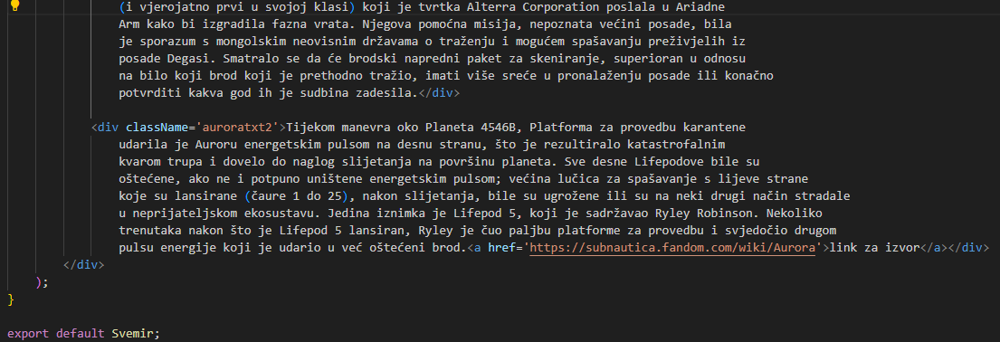 (i vjerojatno prvi u svojoj klasi) koji je tvrtka Alterra Corporation poslala u Ariadne
Arm kako bi izgradila fazna vrata. Njegova pomoćna misija, nepoznata većini posade, bila
je sporazum s mongolskim neovisnim državama o traženju i mogućem spašavanju preživjelih iz
posade Degasi. Smatralo se da će brodski napredni paket za skeniranje, superioran u odnosu
na bilo koji brod koji je prethodno tražio, imati više sreće u pronalaženju posade ili konačno
potvrditi kakva god ih je sudbina zadesila.</div>
<div className='auroratxt2'>Tijekom manevra oko Planeta 4546B, Platforma za provedbu karantene
udarila je Auroru energetskim pulsom na desnu stranu, što je rezultiralo katastrofalnim
kvarom trupa i dovelo do naglog slijetanja na površinu planeta. Sve desne Lifepodove bile su
oštećene, ako ne i potpuno uništene energetskim pulsom; većina lučica za spašavanje s lijeve strane
koje su lansirane (čaure 1 do 25), nakon slijetanja, bile su ugrožene ili su na neki drugi način stradale
u neprijateljskom ekosustavu. Jedina iznimka je Lifepod 5, koji je sadržavao Ryley Robinson. Nekoliko
trenutaka nakon što je Lifepod 5 lansiran, Ryley je čuo paljbu platforme za provedbu i svjedočio drugom
pulsu energije koji je udario u već oštećeni brod.<a href='https://subnautica.fandom.com/wiki/Aurora'>link za izvor</a></div>
</div>
);
}
export default Svemir;